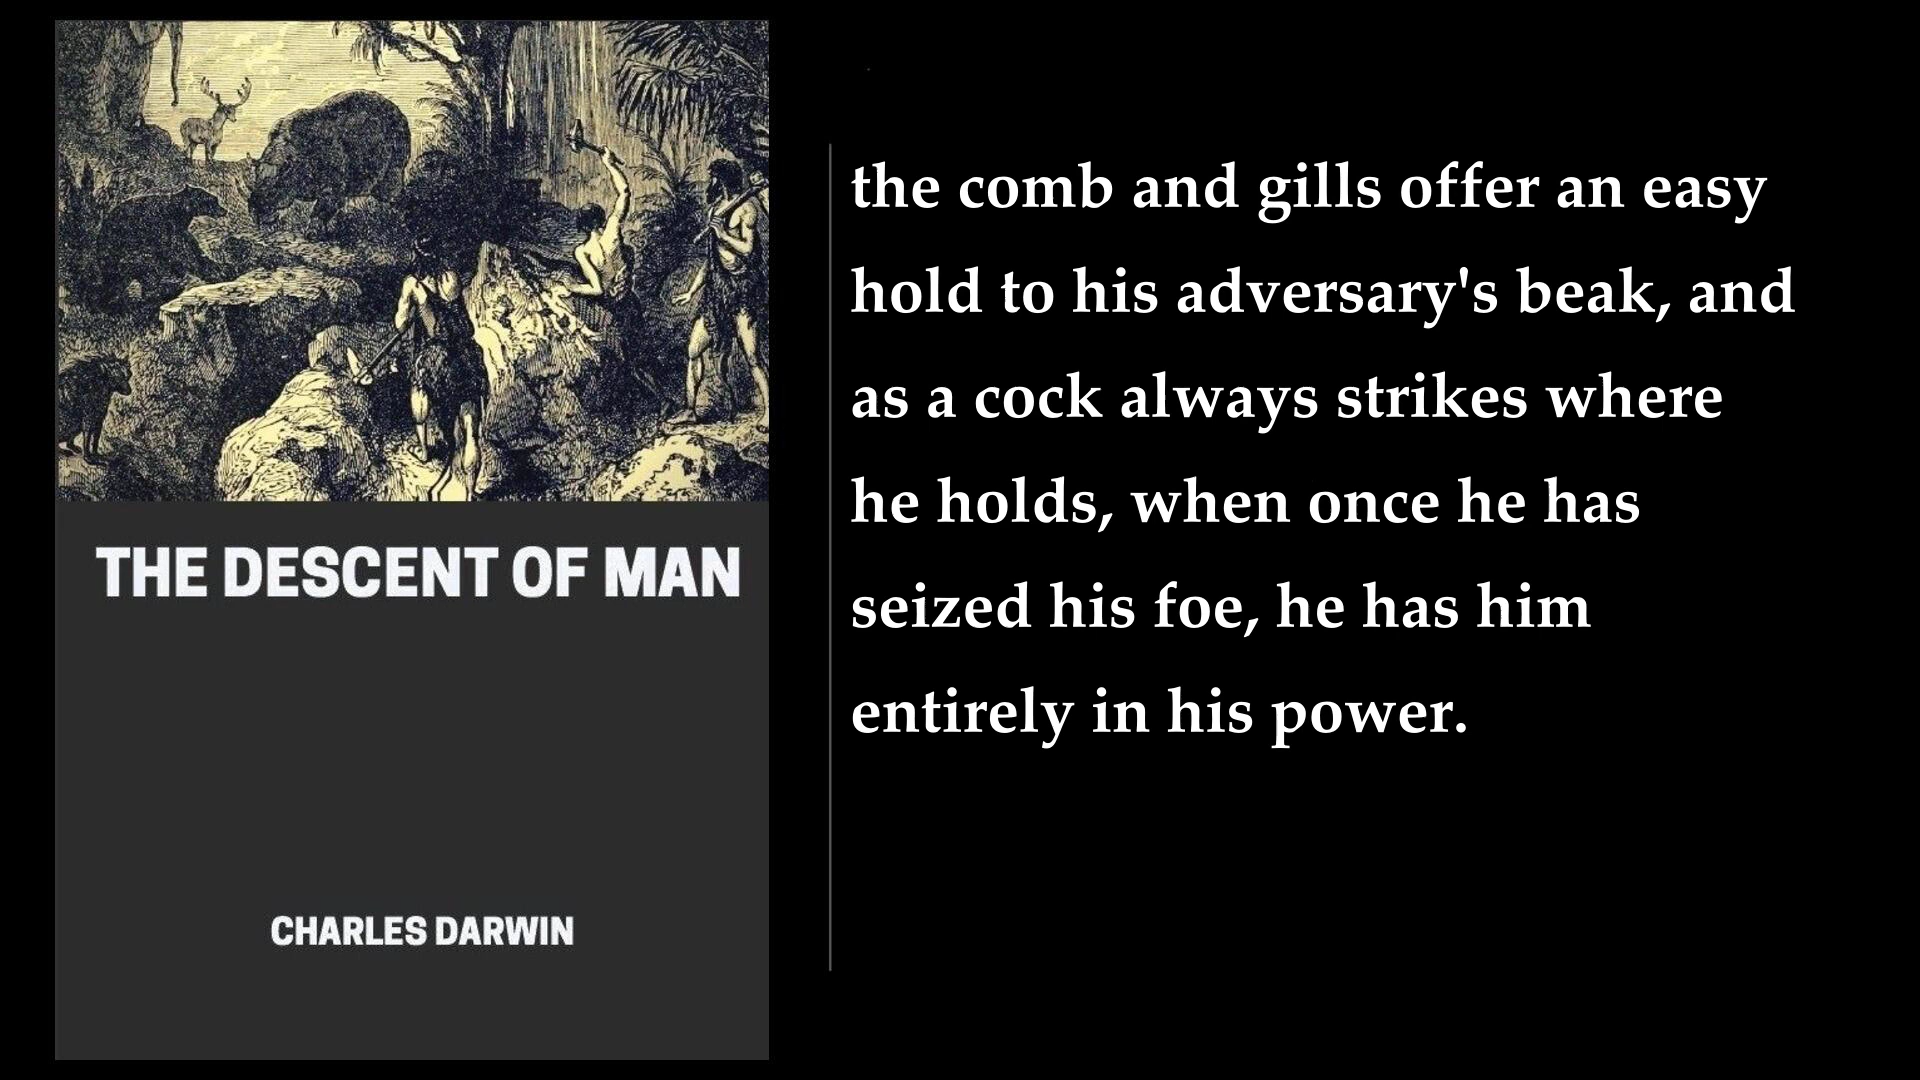 THE DESCENT OF MAN
CHARLES DARWIN
the comb and gills offer an easy
hold to his adversary's beak, and
as a cock always strikes where
he holds, when once he has
seized his foe, he has him
entirely in his power.